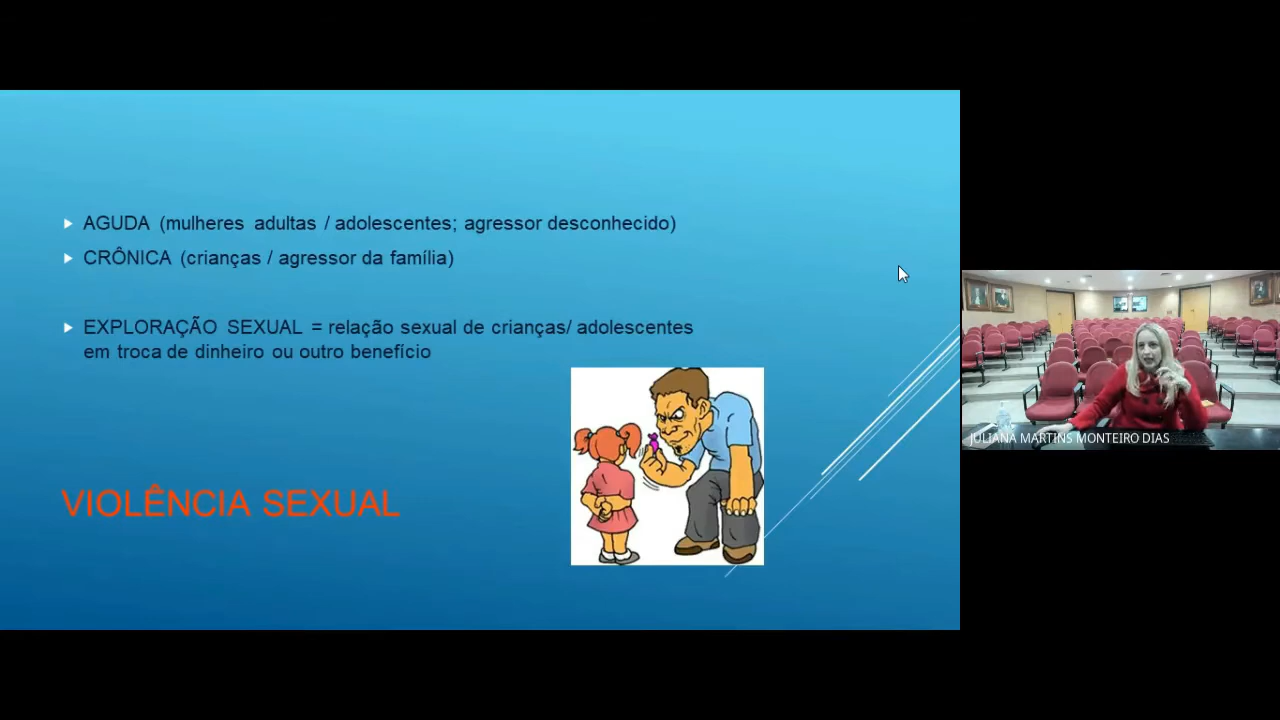 AGUDA (mulheres adultas / adolescentes; agressor desconhecido)
CRÔNICA (crianças / agressor da família)
EXPLORAÇÃO SEXUAL = relação sexual de crianças/ adolescentes
em troca de dinheiro ou outro benefício
VIOLÊNCIA SEXUAL
JULIANA MARTINS MONTEIRO DIAS